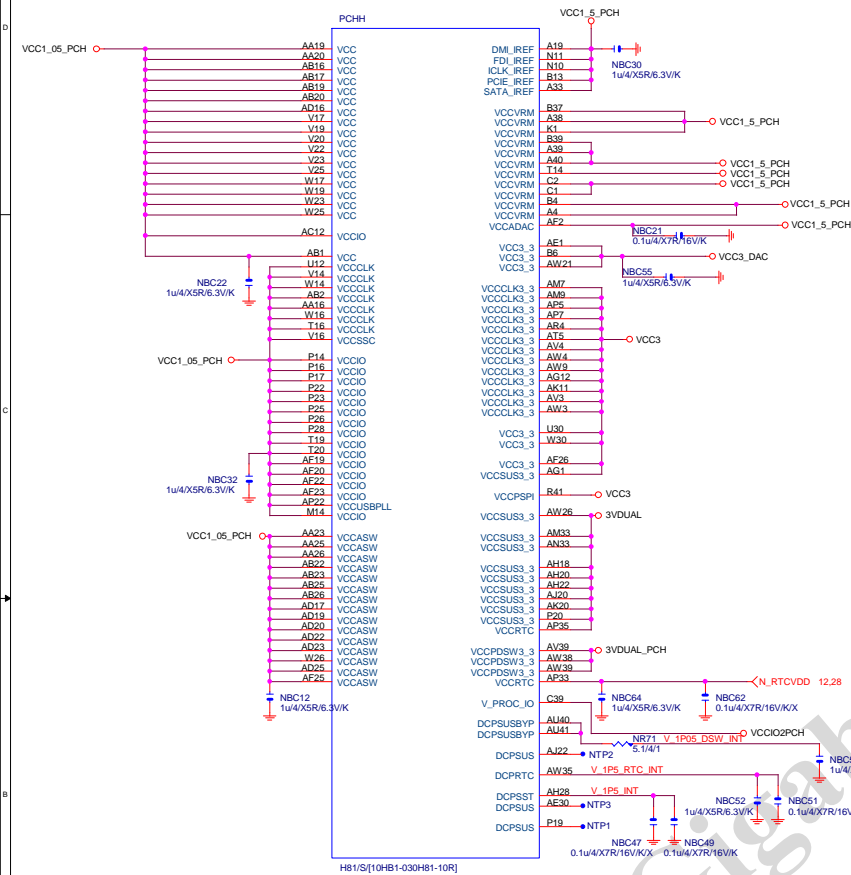 VCC1_5_PCH
PCHH
D
VCC1_05_PCH
AA19 VCC
AA20 VCC
AB16 VCC
AB17 VCC
AB19 VCC
AB20 VCC
AD16 VCC
V17 VCC
V19 VCC
V20 VCC
V22 VCC
V23 VCC
V25 VCC
W17 VCC
W19 VCC
W23 VCC
W25 VCC
AC12 VCCIO
AB1 VCC
U12 VCCCLK
V14 VCCCLK
W14 VCCCLK
AB2 VCCCLK
AA16 VCCCLK
W16 VCCCLK
T16 VCCCLK
V16 VCCSSC
NBC22
1u/4/X5R/6.3V/K
VCC1_05_PCH
C
P14 VCCIO
P16 VCCIO
P17 VCCIO
P22 VCCIO
P23 VCCIO
P25 VCCIO
P26 VCCIO
P28 VCCIO
T19 VCCIO
T20 VCCIO
AF19 VCCIO
AF20 VCCIO
AF22 VCCIO
AF23 VCCIO
AP22 VCCUSBPLL
M14 VCCIO
NBC32
1u/4/X5R/6.3V/K
VCC1_05_PCH
AA23 VCCASW
AA25 VCCASW
AA26 VCCASW
AB22 VCCASW
AB23 VCCASW
AB25 VCCASW
AB26 VCCASW
AD17 VCCASW
AD19 VCCASW
AD20 VCCASW
AD22 VCCASW
AD23 VCCASW
W26 VCCASW
AD25 VCCASW
AF25 VCCASW
NBC12
1u/4/X5R/6.3V/K
B
DMI_IREF A19
FDI_IREF N11
ICLK_IREF N10
PCIE_IREF B13
SATA_IREF A33
NBC30
1u/4/X5R/6.3V/K
VCCVRM B37
VCCVRM A38 VCC1_5_PCH
VCCVRM K1
VCCVRM B39
VCCVRM A39
VCCVRM A40 VCC1_5_PCH
VCCVRM T14 VCC1_5_PCH
VCCVRM C2 VCC1_5_PCH
VCCVRM C1
VCCVRM B4 VCC1_5_PCH
VCCVRM A4
VCCADAC AF2 VCC1_5_PCH
NBC21
0.1u/4/X7R/16V/K
VCC3_3 AE1
VCC3_3 B6 VCC3_DAC
VCC3_3 AW21
NBC55
1u/4/X5R/6.3V/K
VCCCLK3_3 AM7
VCCCLK3_3 AM9
VCCCLK3_3 AP5
VCCCLK3_3 AP7
VCCCLK3_3 AR4
VCCCLK3_3 AT5 VCC3
VCCCLK3_3 AV4
VCCCLK3_3 AW4
VCCCLK3_3 AW9
VCCCLK3_3 AG12
VCCCLK3_3 AK11
VCCCLK3_3 AV3
VCCCLK3_3 AW3
VCC3_3 U30
VCC3_3 W30
VCC3_3 AF26
VCCSUS3_3 AG1
VCCPSPI R41 VCC3
VCCSUS3_3 AW26 3VDUAL
VCCSUS3_3 AM33
VCCSUS3_3 AN33
VCCSUS3_3 AH18
VCCSUS3_3 AH20
VCCSUS3_3 AH22
VCCSUS3_3 AJ20
VCCSUS3_3 AK20
VCCSUS3_3 P20
VCCRTC AP35
VCCPDSW3_3 AV39 3VDUAL_PCH
VCCPDSW3_3 AW38
VCCPDSW3_3 AW39
VCCRTC AP33 N_RTCVDD 12,28
V_PROC_IO C39
NBC64
1u/4/X5R/6.3V/K
NBC62
0.1u/4/X7R/16V/K/X
VCCIO2PCH
DCPSUSBYP AU40
DCPSUSBYP AU41
NR71 V_1P05_DSW_INT
5.1/4/1
DCPSUS AJ22 NTP2
DCPRTC AW35 V_1P5_RTC_INT
DCPSST AH28 V_1P5_INT
DCPSUS AE30 NTP3
DCPSUS P19 NTP1
NBC52
1u/4/X5R/6.3V/K
NBC51
NBC47
0.1u/4/X7R/16V/K/X
NBC49
0.1u/4/X7R/16V/K
H81/S/[10HB1-030H81-10R]
Gigab